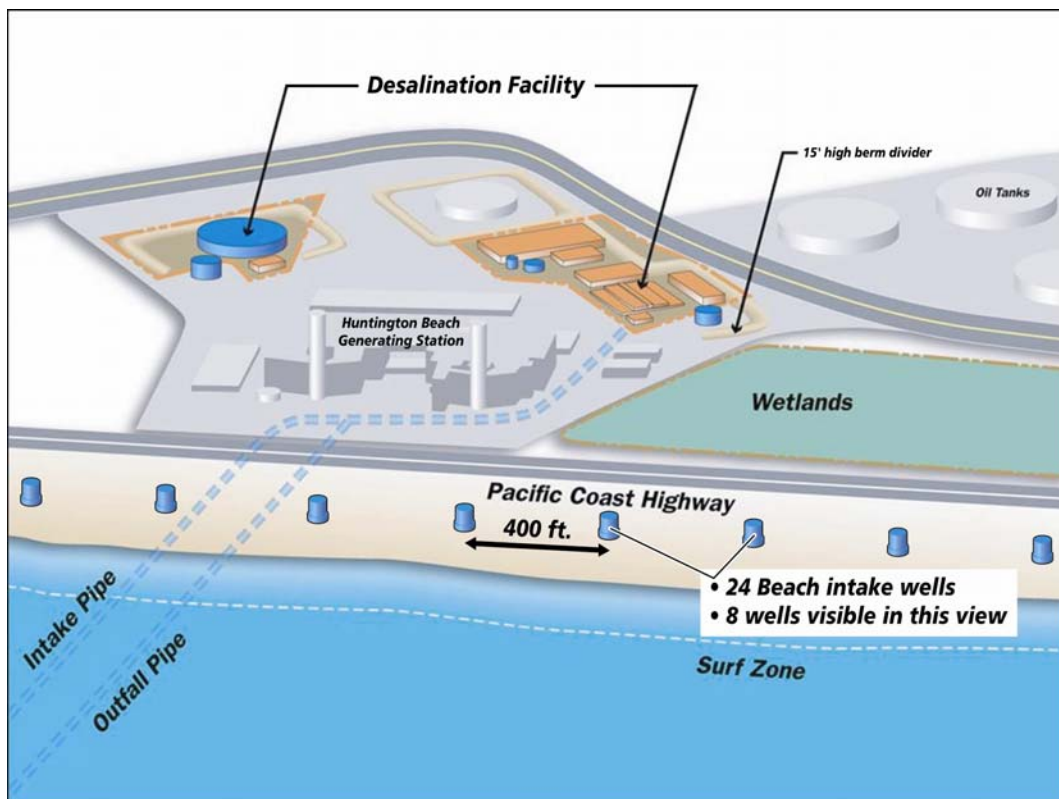 Desalination Facility
15' high berm divider
Oil Tanks
Huntington Beach
Generating Station
Wetlands
Pacific Coast Highway
400 ft.
• 24 Beach intake wells
• 8 wells visible in this view
Intake Pipe
Outfall Pipe
Surf Zone